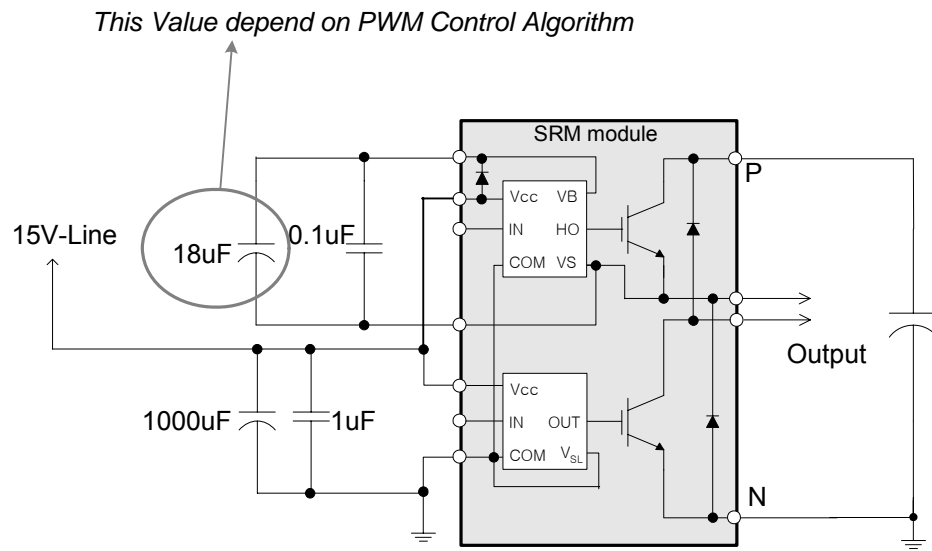 This Value depend on PWM Control Algorithm
SRM module
P
Vcc VB
15V-Line
18uF
0.1uF
IN HO
COM VS
Output
Vcc
1000uF
1uF
IN OUT
COM VSL
N